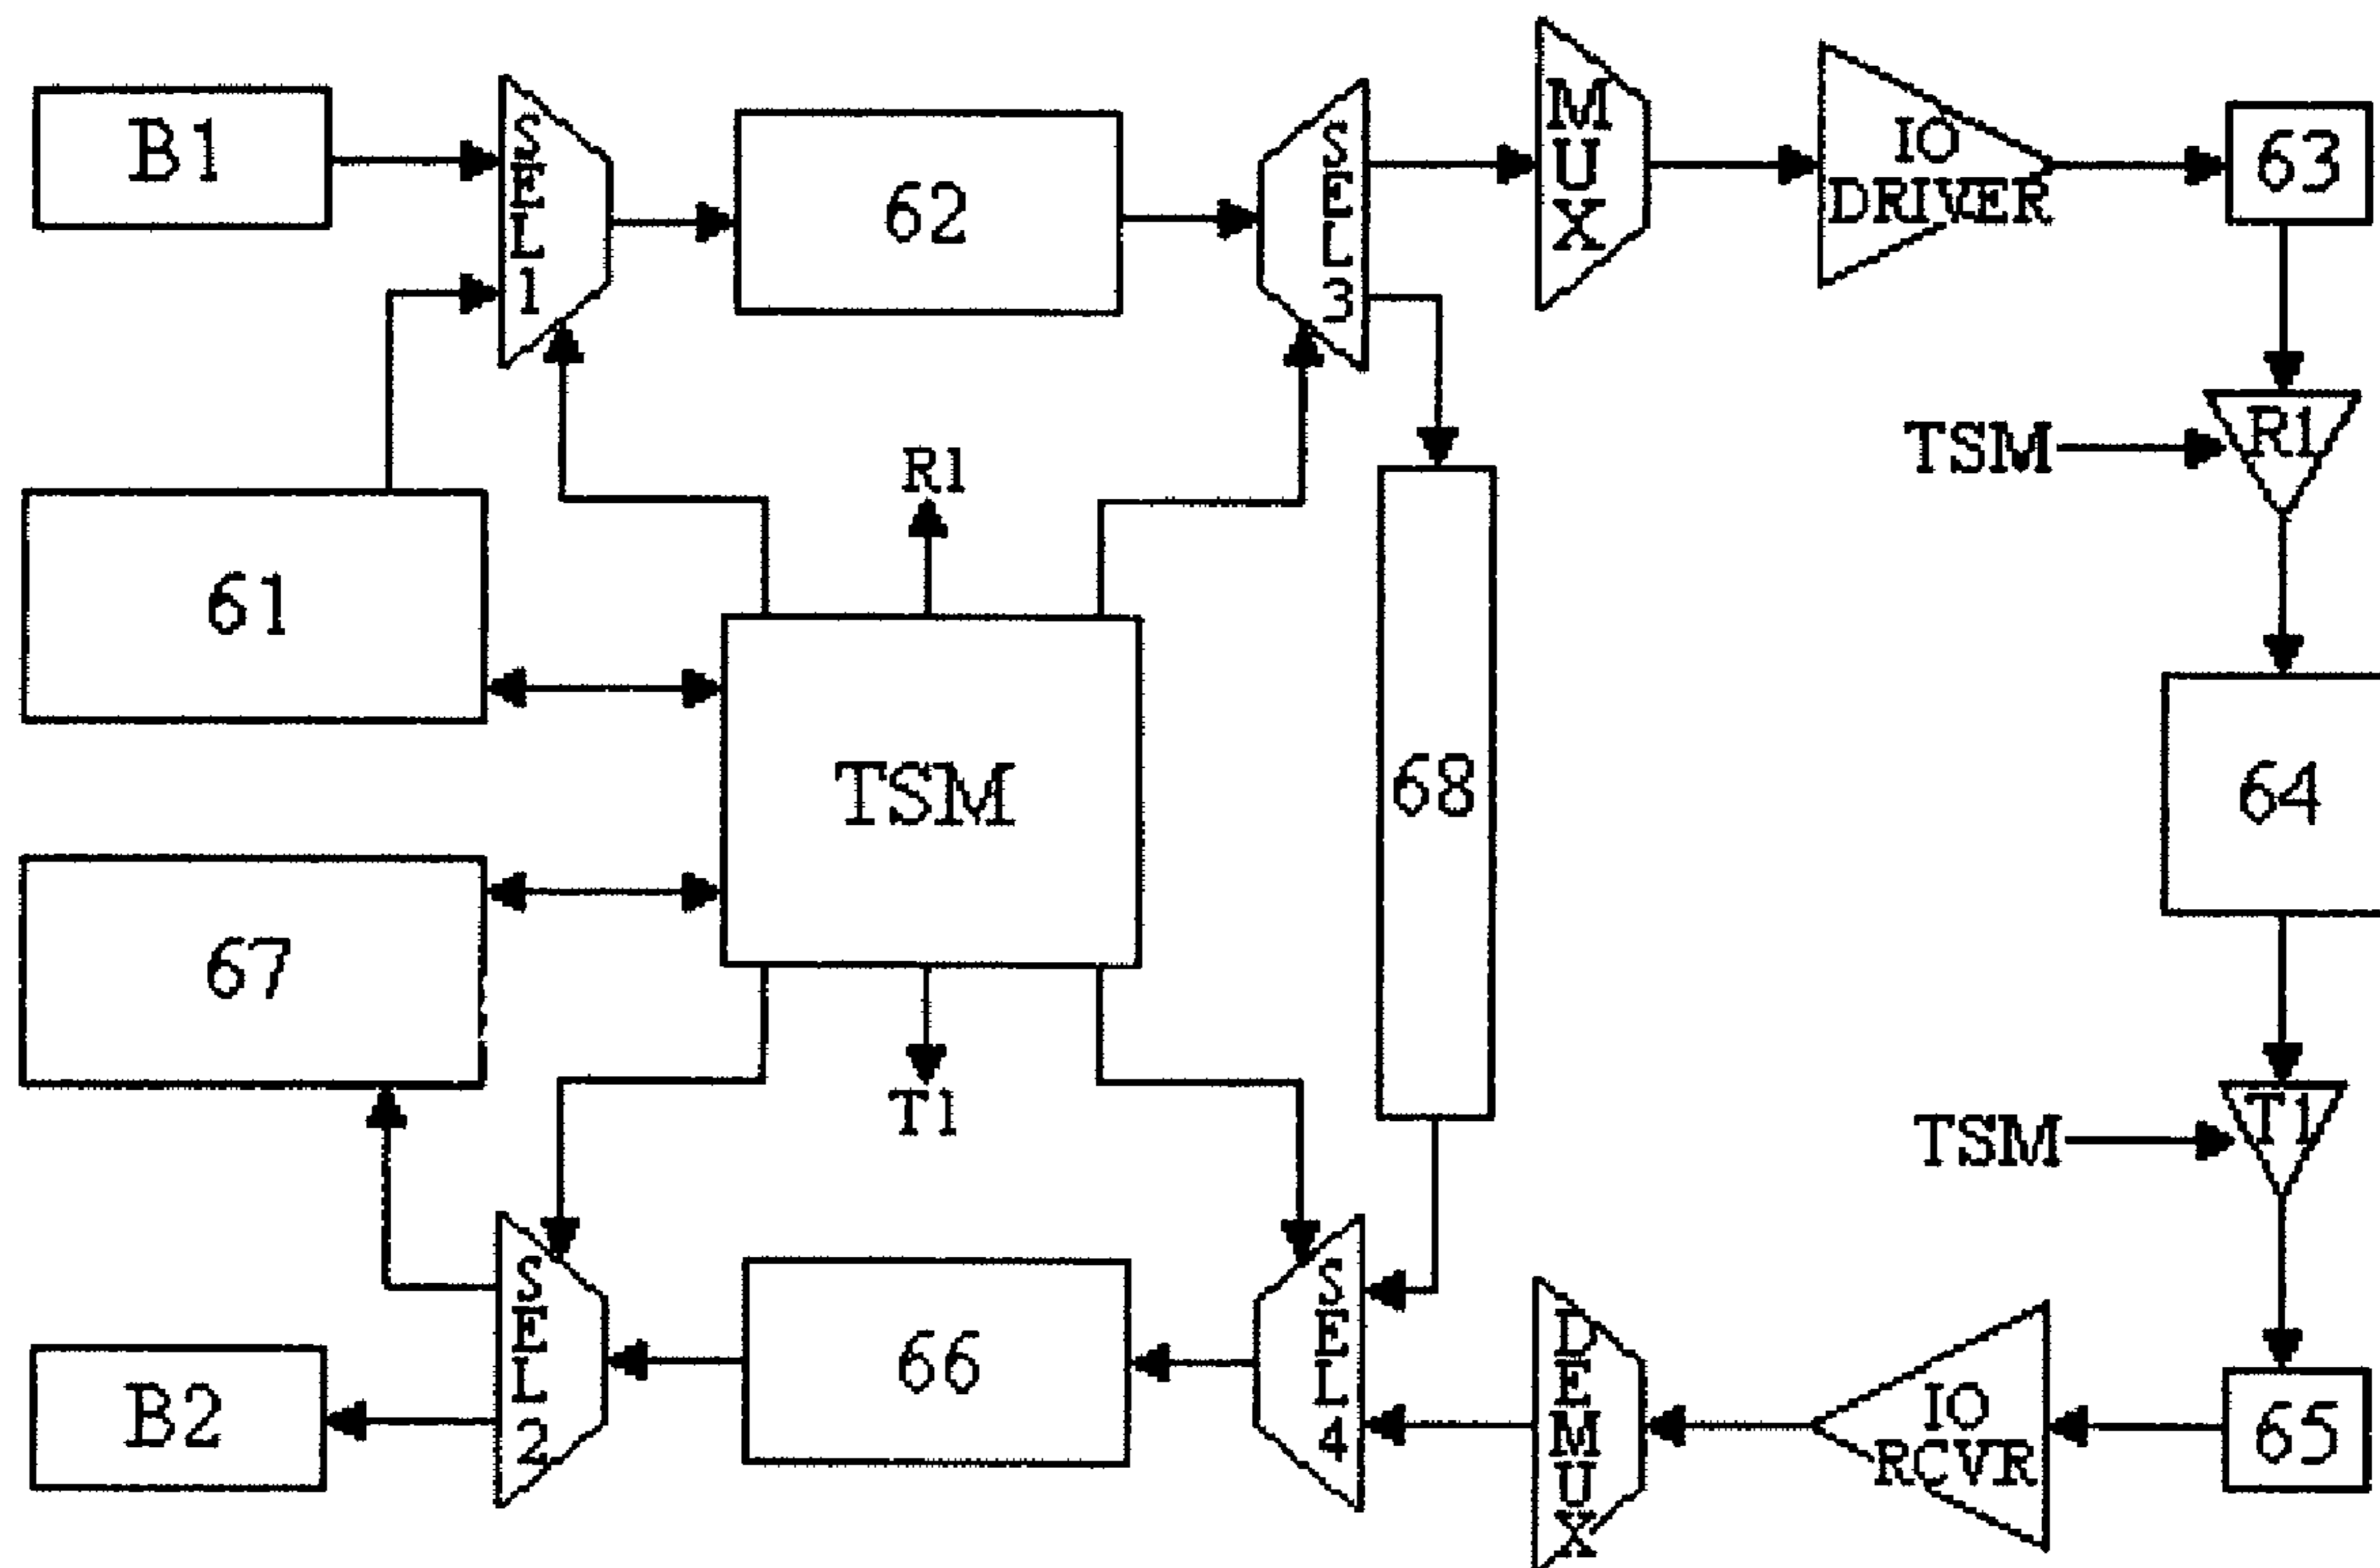 B1
SEL1
62
SEL3
MUX
IO
DRIVER
63
R1
TSM
R1
61
TSM
68
64
67
T1
TSM
T1
SEL2
66
SEL4
DEMUX
IO
RCVR
65
B2